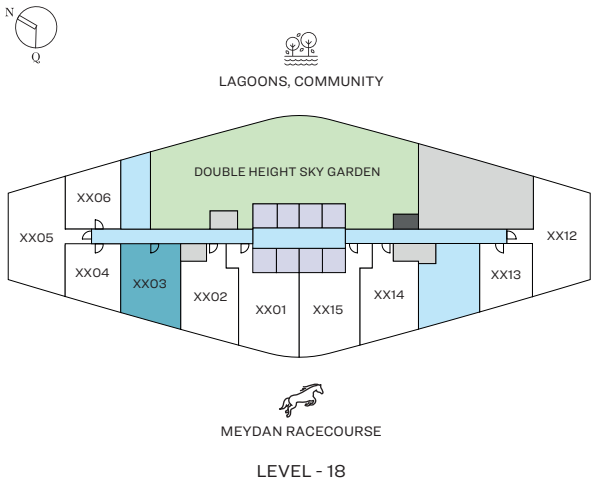 N
Q
LAGOONS, COMMUNITY
DOUBLE HEIGHT SKY GARDEN
XX06
XX05
XX12
XX04
XX03
XX13
XX02
XX14
XX01
XX15
MEYDAN RACECOURSE
LEVEL - 18